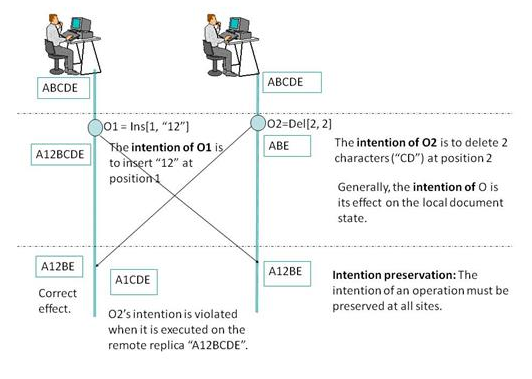 ABCDE
ABCDE
O1 = Ins[1, “12”]
O2=Del[2, 2]
A12BCDE
The intention of O1 is
to insert “12” at
position 1
ABE
The intention of O2 is to delete 2
characters (“CD”) at position 2
Generally, the intention of O is
its effect on the local document
state.
A12BE
Correct
effect.
A1CDE
O2’s intention is violated
when it is executed on the
remote replica “A12BCDE”.
A12BE
Intention preservation: The
intention of an operation must be
preserved at all sites.